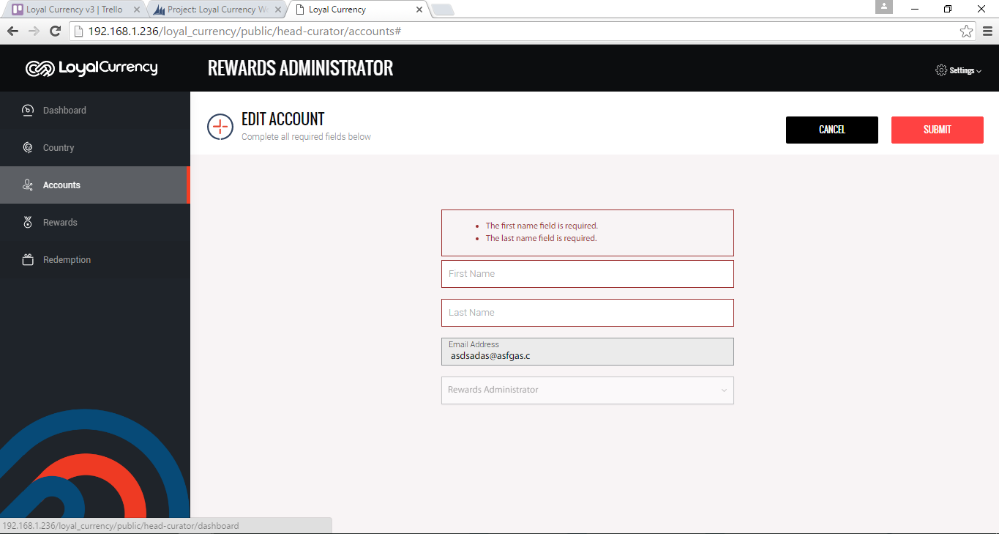 Loyal Currency v3 | Trello
Project: Loyal Currency We
Loyal Currency
192.168.1.236/loyal_currency/public/head-curator/accounts#
LoyalCurrency
REWARDS ADMINISTRATOR
Settings
Dashboard
Country
Accounts
Rewards
Redemption
EDIT ACCOUNT
Complete all required fields below
CANCEL
SUBMIT
The first name field is required.
The last name field is required.
First Name
Last Name
Email Address
asdsadas@asfgas.c
Rewards Administrator
192.168.1.236/loyal_currency/public/head-curator/dashboard